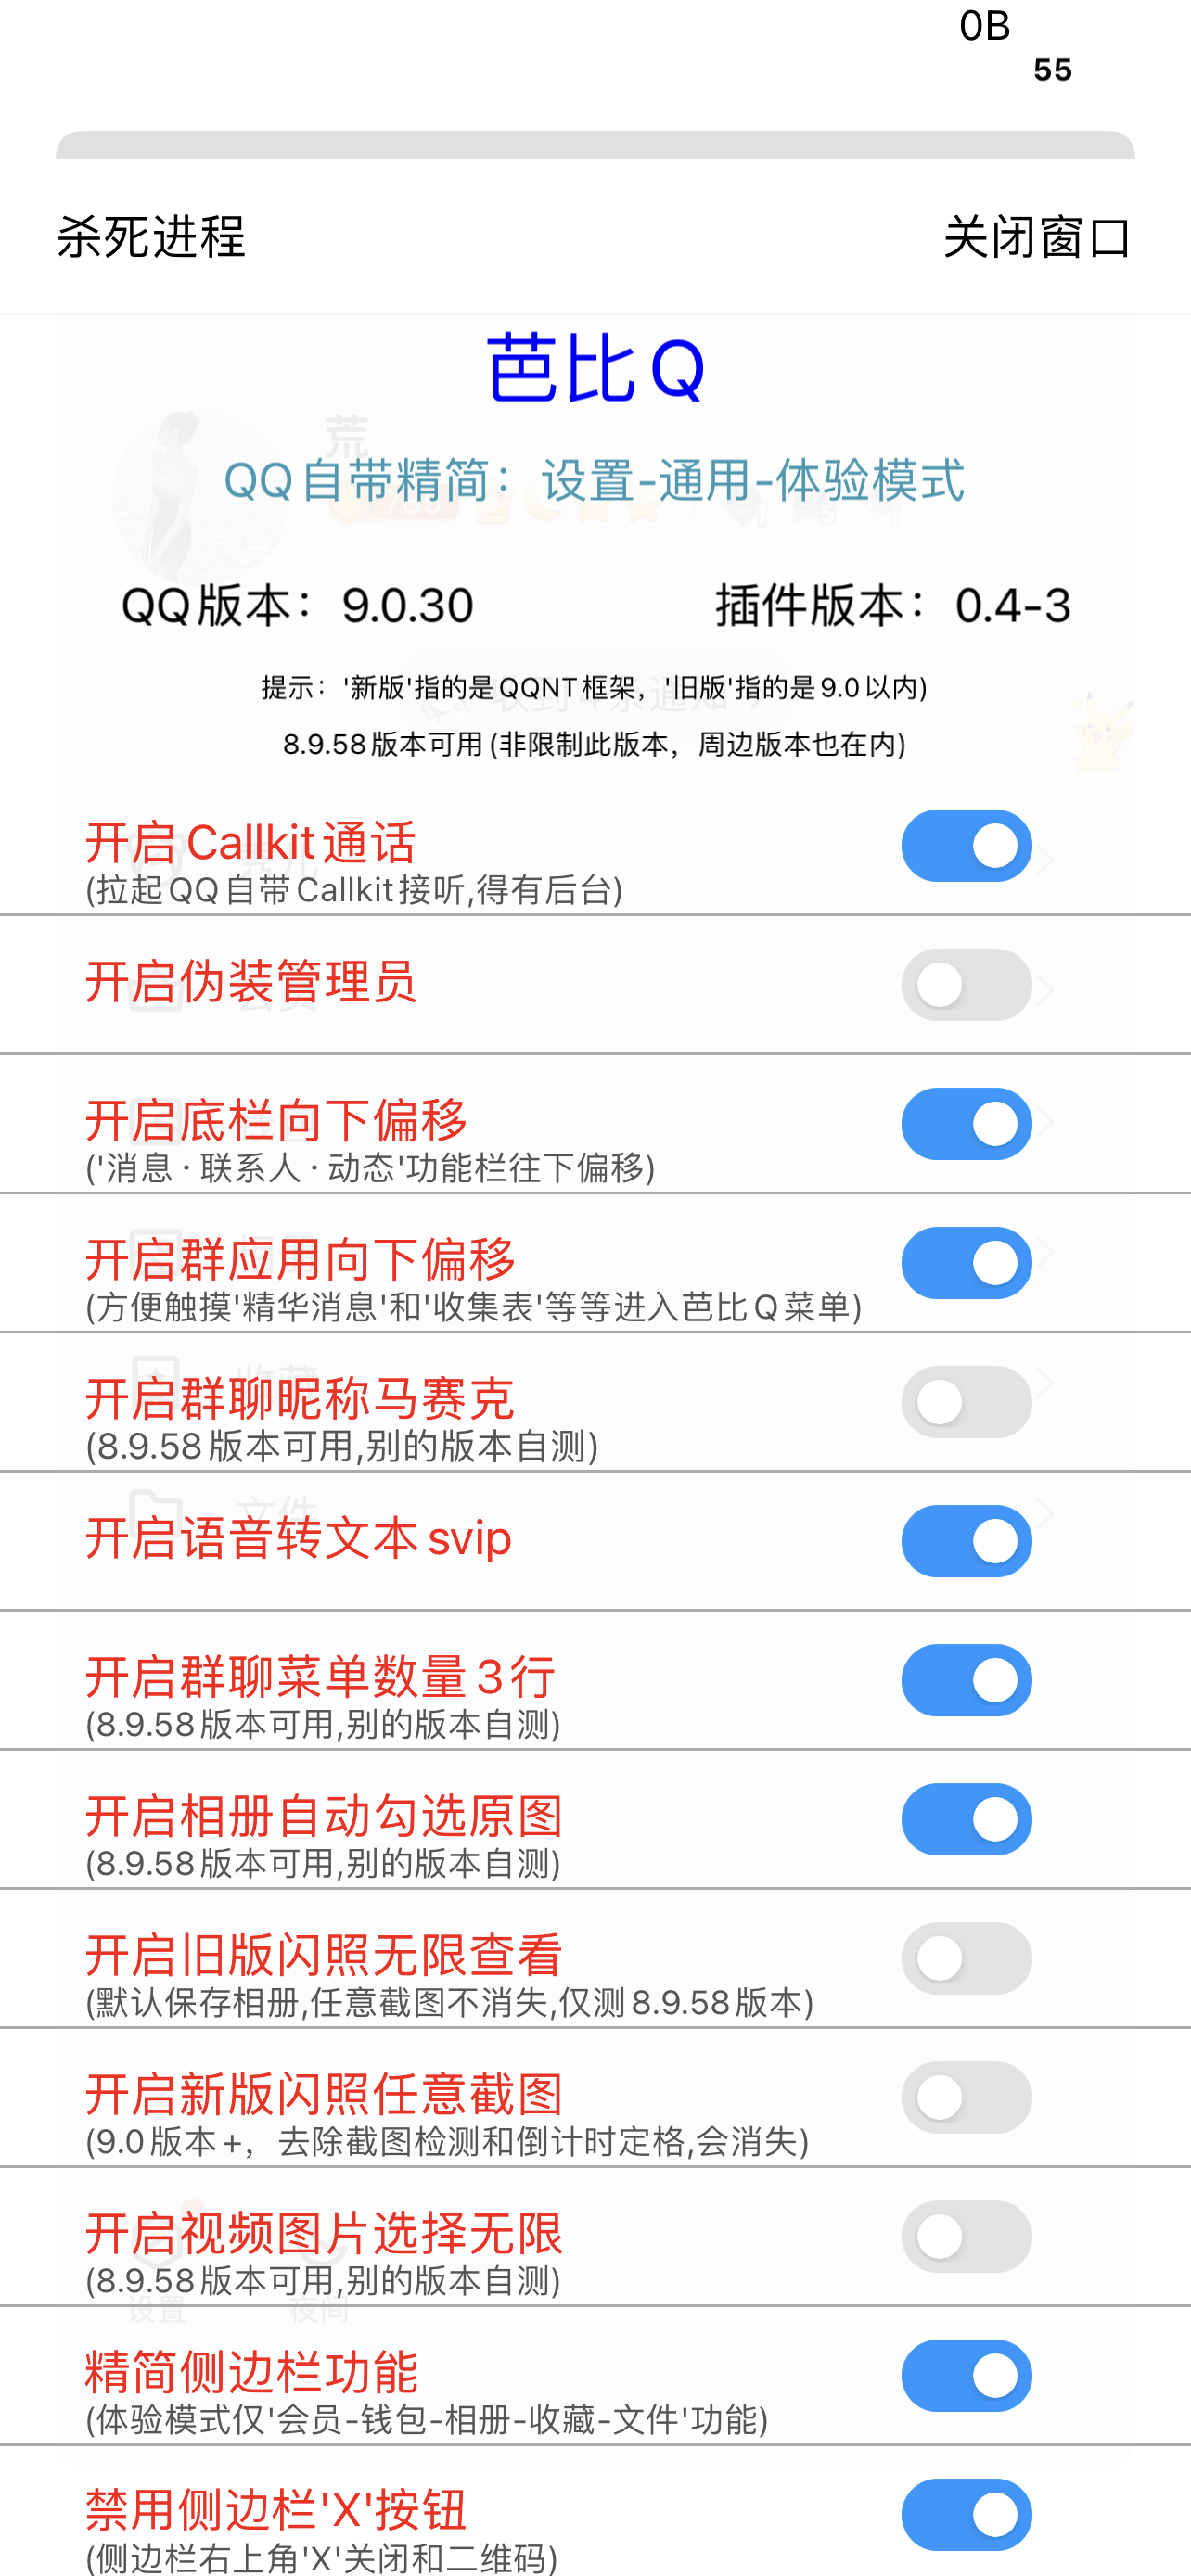 0B
55
杀死进程 关闭窗口
芭比Q
荒
QQ自带精简：设置-通用-体验模式
QQ版本：9.0.30 插件版本：0.4-3
提示：'新版'指的是QQNT框架，'旧版'指的是9.0以内)
收到4条通知
8.9.58版本可用(非限制此版本，周边版本也在内)
开启Callkit通话
(拉起QQ自带Callkit接听,得有后台)
开启伪装管理员
开启底栏向下偏移
('消息·联系人·动态'功能栏往下偏移)
开启群应用向下偏移
(方便触摸'精华消息'和'收集表'等等进入芭比Q菜单)
收藏
开启群聊昵称马赛克
(8.9.58版本可用,别的版本自测)
文件
开启语音转文本svip
开启群聊菜单数量3行
(8.9.58版本可用,别的版本自测)
开启相册自动勾选原图
(8.9.58版本可用,别的版本自测)
开启旧版闪照无限查看
(默认保存相册,任意截图不消失,仅测8.9.58版本)
开启新版闪照任意截图
(9.0版本+，去除截图检测和倒计时定格,会消失)
开启视频图片选择无限
(8.9.58版本可用,别的版本自测)
设置 夜间
精简侧边栏功能
(体验模式仅'会员-钱包-相册-收藏-文件'功能)
禁用侧边栏'X'按钮
(侧边栏右上角'X'关闭和二维码)